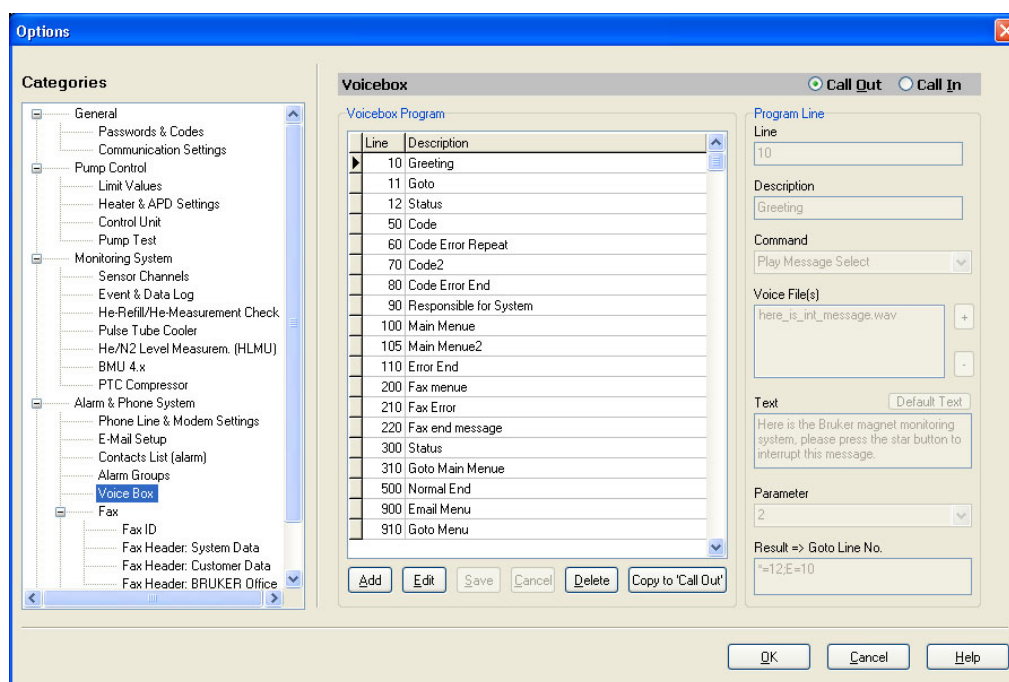 Options
Categories
General
Passwords & Codes
Communication Settings
Pump Control
Limit Values
Heater & APD Settings
Control Unit
Pump Test
Monitoring System
Sensor Channels
Event & Data Log
He-Refill/He-Measurement Check
Pulse Tube Cooler
He/N2 Level Measurem. (HLMU)
BMU 4.x
PTC Compressor
Alarm & Phone System
Phone Line & Modem Settings
E-Mail Setup
Contacts List (alarm)
Alarm Groups
Voice Box
Fax
Fax ID
Fax Header: System Data
Fax Header: Customer Data
Fax Header: BRUKER Office
Voicebox
Call Out Call In
Voicebox Program
Line Description
10 Greeting
11 Goto
12 Status
50 Code
60 Code Error Repeat
70 Code2
80 Code Error End
90 Responsible for System
100 Main Menue
105 Main Menue2
110 Error End
200 Fax menue
210 Fax Error
220 Fax end message
300 Status
310 Goto Main Menue
500 Normal End
900 Email Menu
910 Goto Menu
Add Edit Save Cancel Delete Copy to 'Call Out'
Program Line
Line
10
Description
Greeting
Command
Play Message Select
Voice File(s)
here_is_int_message.wav
+
-
Text Default Text
Here is the Bruker magnet monitoring
system, please press the star button to
interrupt this message.
Parameter
2
Result => Goto Line No.
*=12;E=10
OK Cancel Help